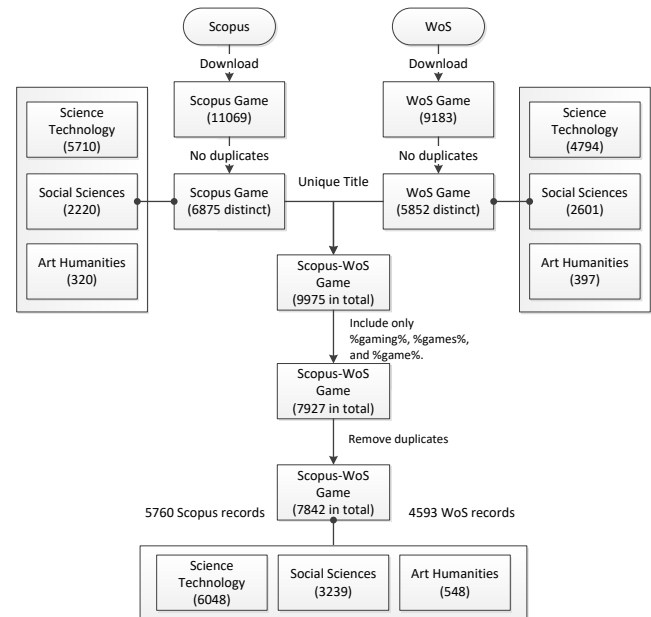 Scopus
WoS
Download
Download
Science
Technology
(5710)
Scopus Game
(11069)
WoS Game
(9183)
Science
Technology
(4794)
No duplicates
No duplicates
Social Sciences
(2220)
Scopus Game
(6875 distinct)
Unique Title
WoS Game
(5852 distinct)
Social Sciences
(2601)
Art Humanities
(320)
Scopus-WoS
Game
(9975 in total)
Art Humanities
(397)
Include only
%gaming%, %games%,
and %game%.
Scopus-WoS
Game
(7927 in total)
Remove duplicates
Scopus-WoS
Game
(7842 in total)
5760 Scopus records
4593 WoS records
Science
Technology
(6048)
Social Sciences
(3239)
Art Humanities
(548)